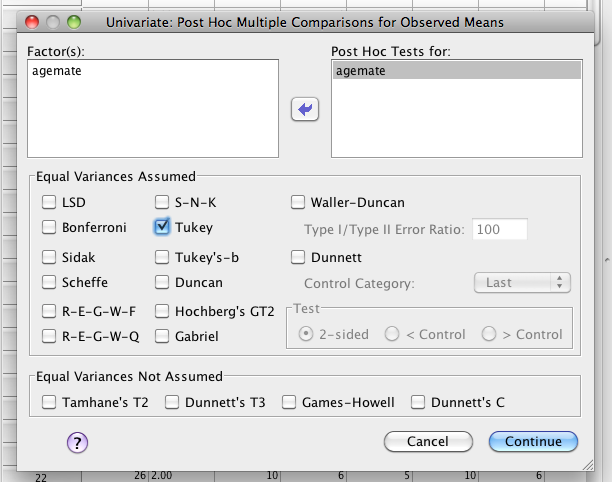 Univariate: Post Hoc Multiple Comparisons for Observed Means
Factor(s):
Post Hoc Tests for:
agemate
agemate
Equal Variances Assumed
LSD
S-N-K
Waller-Duncan
Bonferroni
Tukey
Type I/Type II Error Ratio: 100
Sidak
Tukey's-b
Dunnett
Scheffe
Duncan
Control Category: Last
R-E-G-W-F
Hochberg's GT2
Test
2-sided
< Control
> Control
R-E-G-W-Q
Gabriel
Equal Variances Not Assumed
Tamhane's T2
Dunnett's T3
Games-Howell
Dunnett's C
?
Cancel
Continue
22 26 2.00 10 6 5 10 6